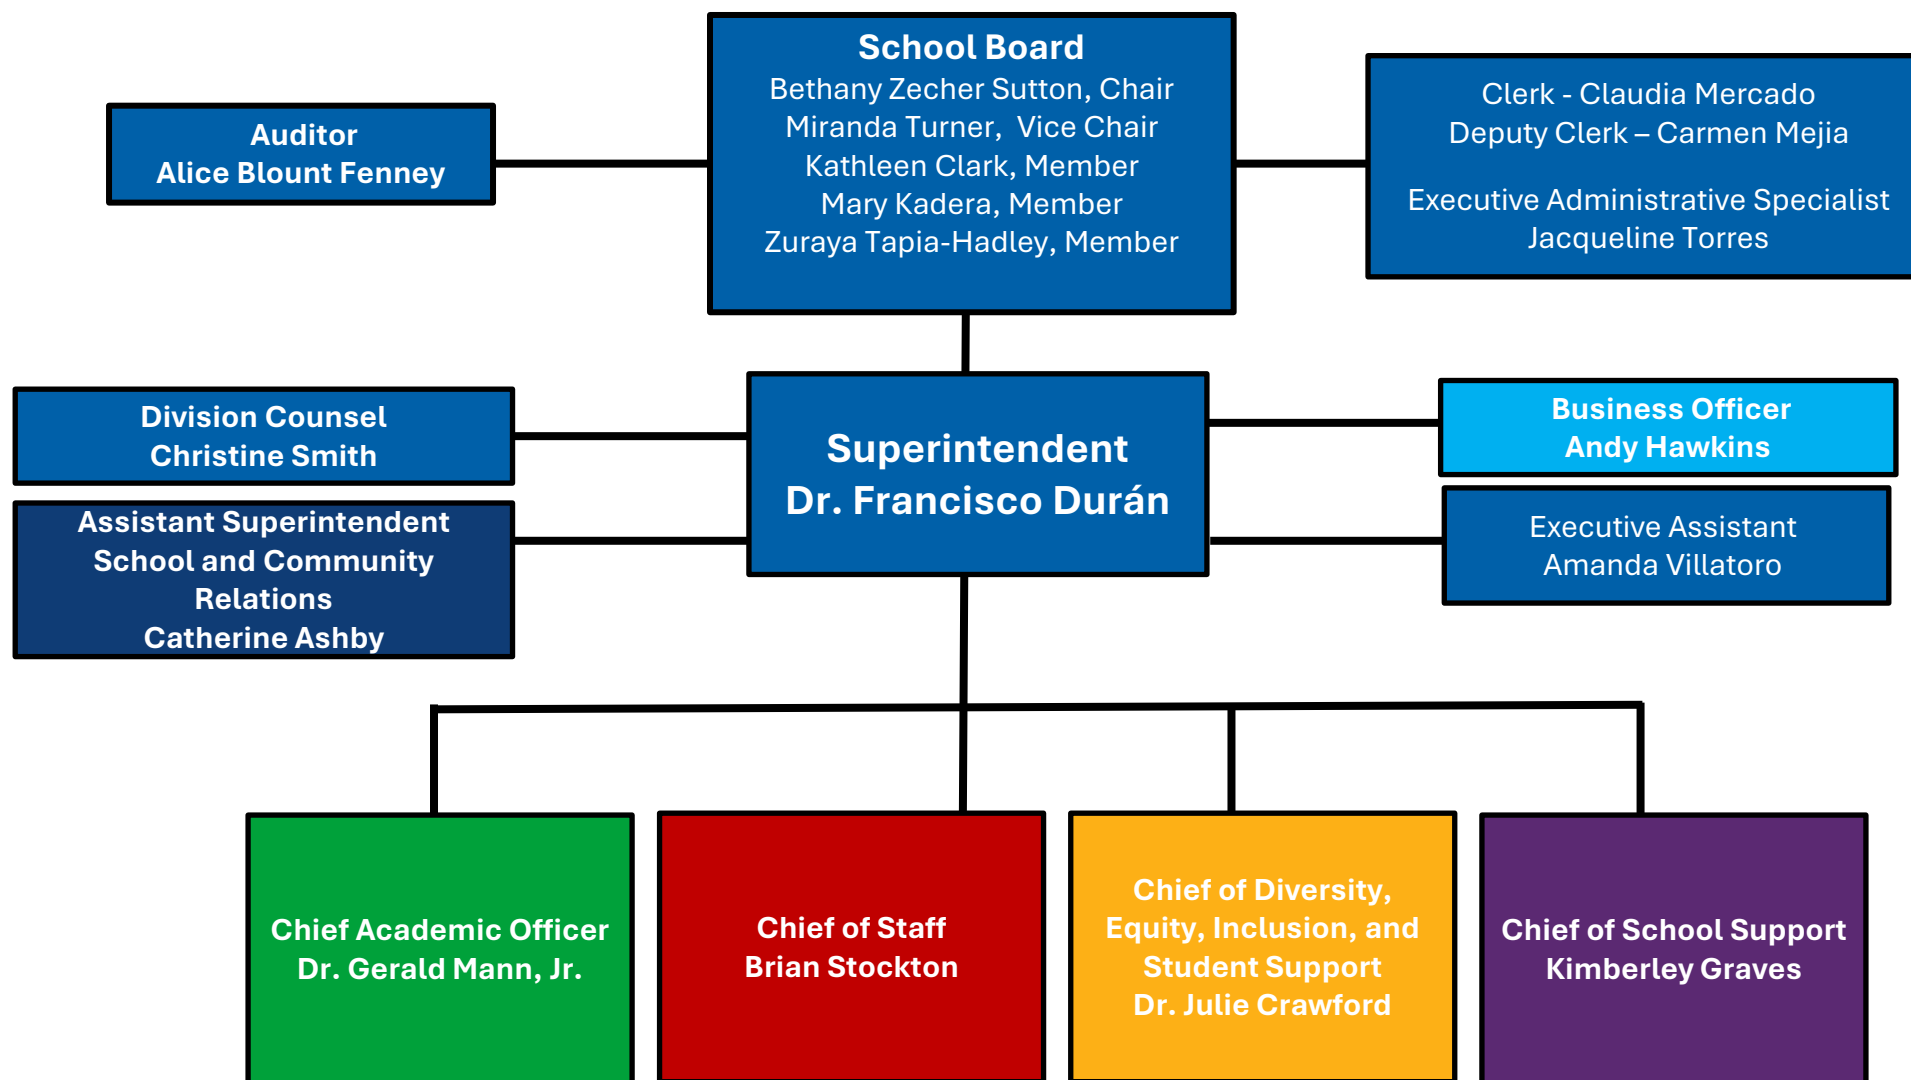 School Board
Bethany Zecher Sutton, Chair
Miranda Turner,  Vice Chair
Kathleen Clark, Member
Mary Kadera, Member
Zuraya Tapia-Hadley, Member
Auditor
Alice Blount Fenney
Clerk - Claudia Mercado
Deputy Clerk – Carmen Mejia
Executive Administrative Specialist
Jacqueline Torres
Division Counsel
Christine Smith
Superintendent
Dr. Francisco Durán
Business Officer
Andy Hawkins
Assistant Superintendent
School and Community
Relations
Catherine Ashby
Executive Assistant
Amanda Villatoro
Chief Academic Officer
Dr. Gerald Mann, Jr.
Chief of Staff
Brian Stockton
Chief of Diversity,
Equity, Inclusion, and
Student Support
Dr. Julie Crawford
Chief of School Support
Kimberley Graves